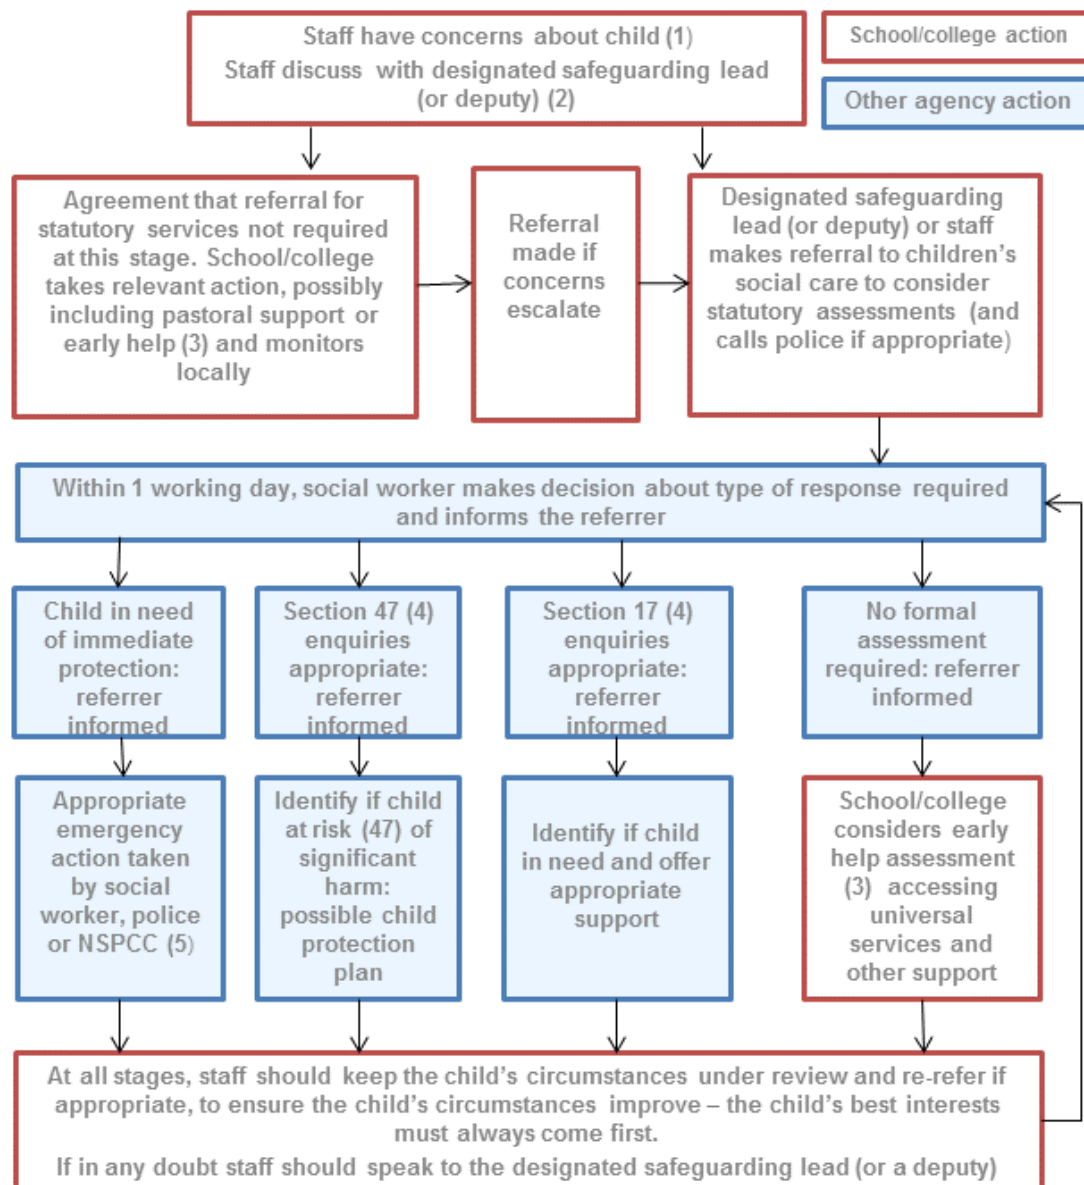 Staff have concerns about child (1)
Staff discuss with designated safeguarding lead
(or deputy) (2)
School/college action
Other agency action
Agreement that referral for
statutory services not required
at this stage. School/college
takes relevant action, possibly
including pastoral support or
early help (3) and monitors
locally
Referral
made if
concerns
escalate
Designated safeguarding
lead (or deputy) or staff
makes referral to children’s
social care to consider
statutory assessments (and
calls police if appropriate)
Within 1 working day, social worker makes decision about type of response required
and informs the referrer
Child in need
of immediate
protection:
referrer
informed
Section 47 (4)
enquiries
appropriate:
referrer
informed
Section 17 (4)
enquiries
appropriate:
referrer
informed
No formal
assessment
required: referrer
informed
Appropriate
emergency
action taken
by social
worker, police
or NSPCC (5)
Identify if child
at risk (47) of
significant
harm:
possible child
protection
plan
Identify if child
in need and offer
appropriate
support
School/college
considers early
help assessment
(3) accessing
universal
services and
other support
At all stages, staff should keep the child’s circumstances under review and re-refer if
appropriate, to ensure the child’s circumstances improve – the child’s best interests
must always come first.
If in any doubt staff should speak to the designated safeguarding lead (or a deputy)